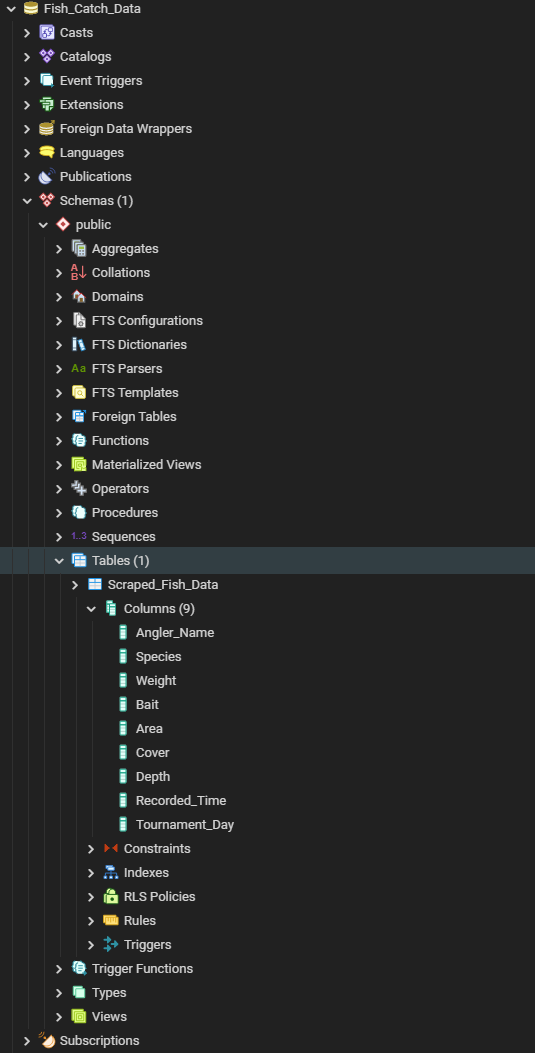 Fish_Catch_Data
Casts
Catalogs
Event Triggers
Extensions
Foreign Data Wrappers
Languages
Publications
Schemas (1)
public
Aggregates
Collations
Domains
FTS Configurations
FTS Dictionaries
Aa FTS Parsers
FTS Templates
Foreign Tables
Functions
Materialized Views
Operators
Procedures
1..3 Sequences
Tables (1)
Scraped_Fish_Data
Columns (9)
Angler_Name
Species
Weight
Bait
Area
Cover
Depth
Recorded_Time
Tournament_Day
Constraints
Indexes
RLS Policies
Rules
Triggers
Trigger Functions
Types
Views
Subscriptions